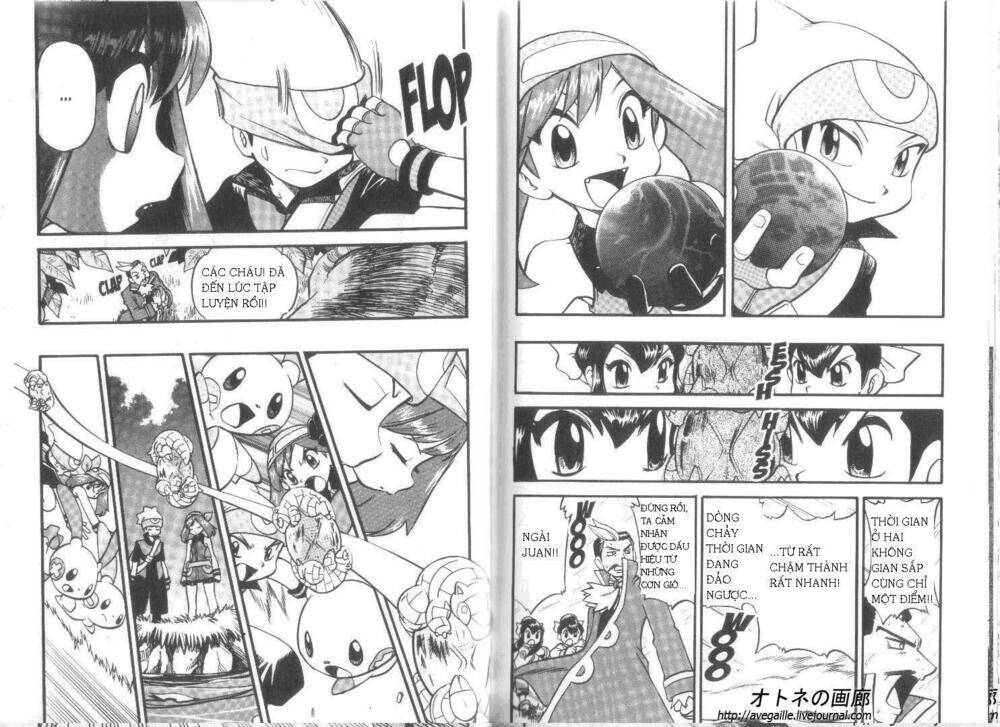 ESH
HISS
THỜI GIAN
Ở HAI
KHÔNG
GIAN SẮP
CÙNG CHỈ
MỘT ĐIỂM!!
...TỪ RẤT
CHẬM THÀNH
RẤT NHANH!
DÒNG
CHẢY
THỜI GIAN
ĐANG
ĐẢO
NGƯỢC...
WOO
WOO
ĐÚNG RỒI,
TA CẢM
NHẬN
ĐƯỢC DẤU
HIỆU TỪ
NHỮNG
CƠN GIÓ...
NGÀI
JUAN!!
オトネの画廊
http://avegaille.livejournal.com
FLOP
...
CLAP
CLAP
CÁC CHÁU! ĐÃ
ĐẾN LÚC TẬP
LUYỆN RỒI!!